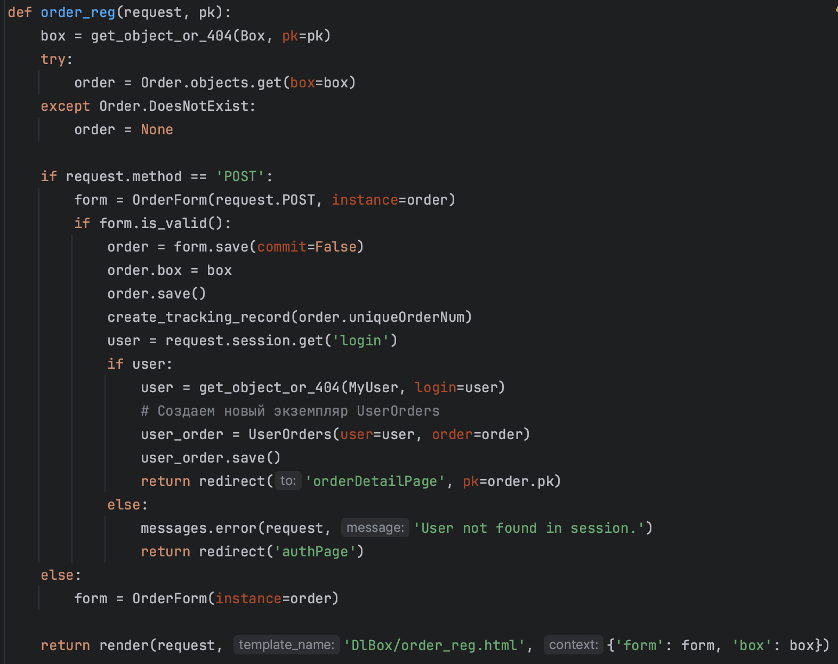 def order_reg(request, pk):
    box = get_object_or_404(Box, pk=pk)
    try:
        order = Order.objects.get(box=box)
    except Order.DoesNotExist:
        order = None

    if request.method == 'POST':
        form = OrderForm(request.POST, instance=order)
        if form.is_valid():
            order = form.save(commit=False)
            order.box = box
            order.save()
            create_tracking_record(order.uniqueOrderNum)
            user = request.session.get('login')
            if user:
                user = get_object_or_404(MyUser, login=user)
                # Создаем новый экземпляр UserOrders
                user_order = UserOrders(user=user, order=order)
                user_order.save()
                return redirect( to: 'orderDetailPage', pk=order.pk)
            else:
                messages.error(request, message: 'User not found in session.')
                return redirect('authPage')
    else:
        form = OrderForm(instance=order)

    return render(request, template_name: 'DlBox/order_reg.html', context: {'form': form, 'box': box})